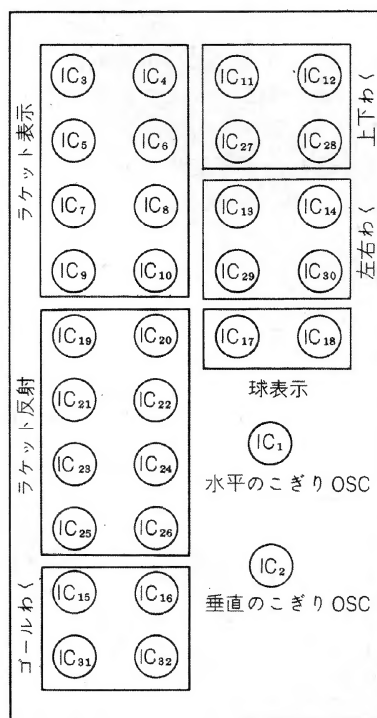 ラケット表示
IC3 IC4
IC5 IC6
IC7 IC8
IC9 IC10
上下わく
IC11 IC12
IC27 IC28
左右わく
IC13 IC14
IC29 IC30
IC17 IC18
球表示
ラケット反射
IC19 IC20
IC21 IC22
IC23 IC24
IC25 IC26
IC1
水平のこぎりOSC
IC2
垂直のこぎりOSC
ゴールわく
IC15 IC16
IC31 IC32